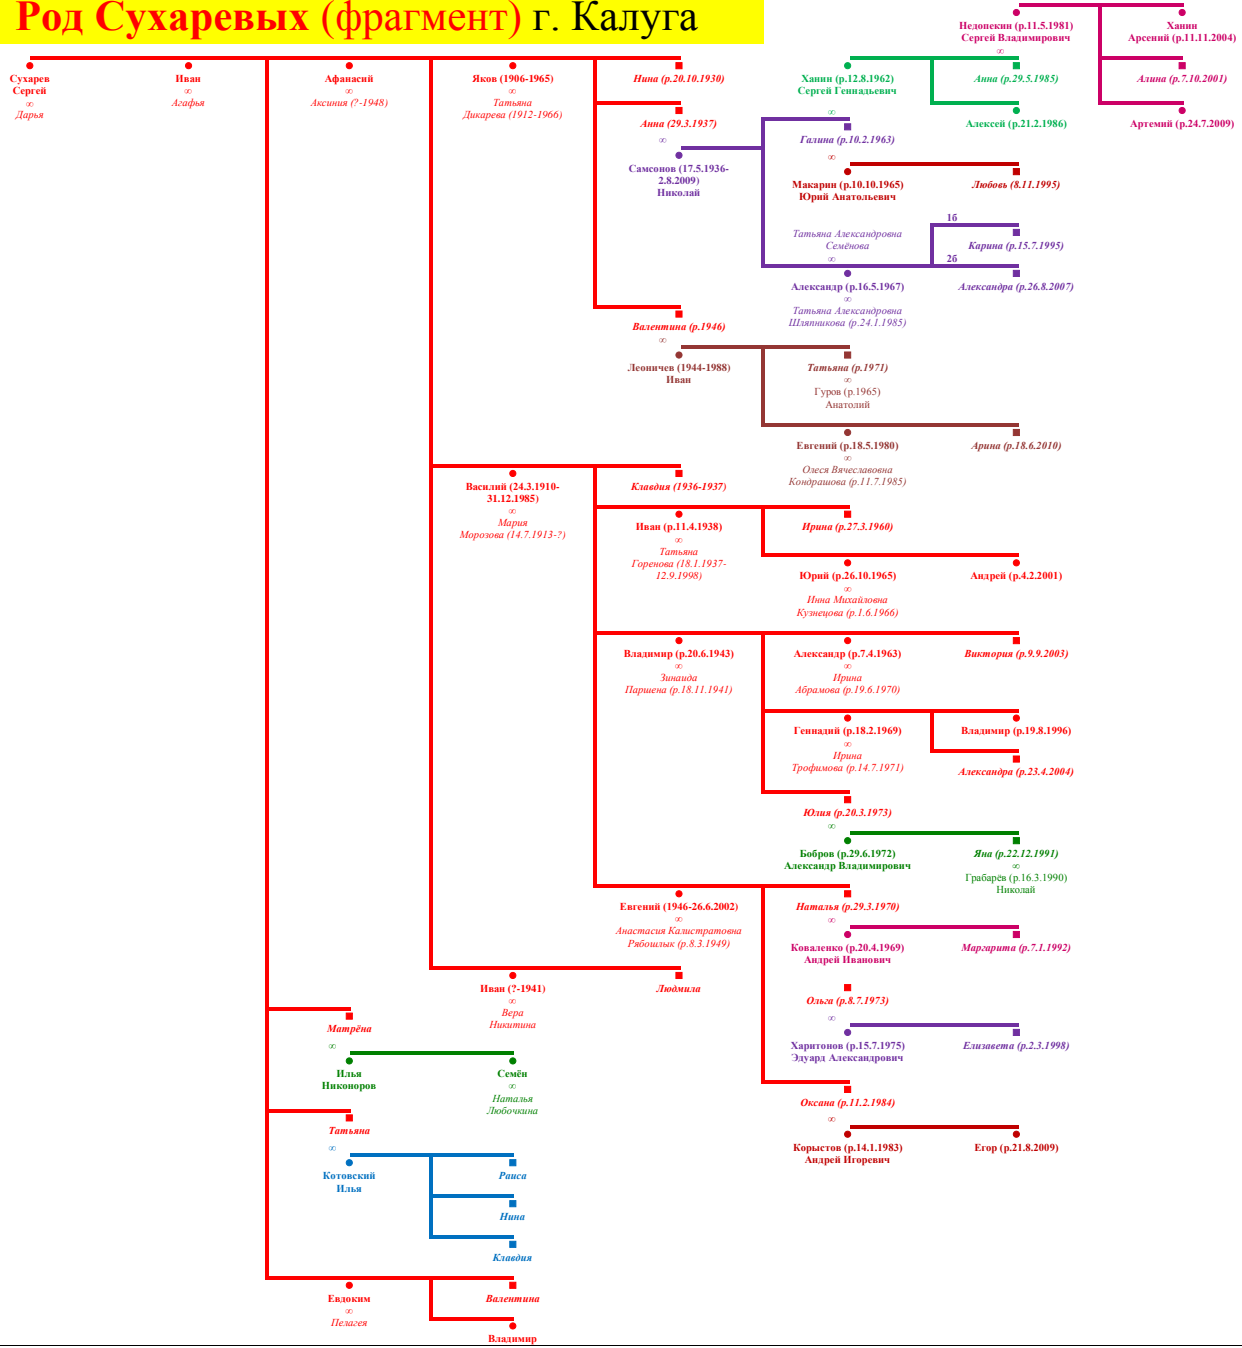 Род Сухаревых (фрагмент) г. Калуга
Недопекин (р.11.5.1981)
Сергей Владимирович
∞
Ханин
Арсений (р.11.11.2004)
Сухарев
Сергей
∞
Дарья
Иван
∞
Агафья
Афанасий
∞
Аксиния (?-1948)
Яков (1906-1965)
∞
Татьяна
Дикарева (1912-1966)
Нина (р.20.10.1930)
Ханин (р.12.8.1962)
Сергей Геннадьевич
∞
Анна (р.29.5.1985)
Алина (р.7.10.2001)
Анна (29.3.1937)
∞
Алексей (р.21.2.1986)
Артемий (р.24.7.2009)
Галина (р.10.2.1963)
∞
Самсонов (17.5.1936-
2.8.2009)
Николай
Макарин (р.10.10.1965)
Юрий Анатольевич
Любовь (8.11.1995)
Татьяна Александровна
Семёнова
∞
1б
Карина (р.15.7.1995)
2б
Александр (р.16.5.1967)
∞
Татьяна Александровна
Шляпникова (р.24.1.1985)
Александра (р.26.8.2007)
Валентина (р.1946)
∞
Леоничев (1944-1988)
Иван
Татьяна (р.1971)
∞
Гуров (р.1965)
Анатолий
Евгений (р.18.5.1980)
∞
Олеся Вячеславовна
Кондрашова (р.11.7.1985)
Арина (р.18.6.2010)
Василий (24.3.1910-
31.12.1985)
∞
Мария
Морозова (14.7.1913-?)
Клавдия (1936-1937)
Иван (р.11.4.1938)
∞
Татьяна
Горенова (18.1.1937-
12.9.1998)
Ирина (р.27.3.1960)
Юрий (р.26.10.1965)
∞
Инна Михайловна
Кузнецова (р.1.6.1966)
Андрей (р.4.2.2001)
Владимир (р.20.6.1943)
∞
Зинаида
Паршена (р.18.11.1941)
Александр (р.7.4.1963)
∞
Ирина
Абрамова (р.19.6.1970)
Виктория (р.9.9.2003)
Геннадий (р.18.2.1969)
∞
Ирина
Трофимова (р.14.7.1971)
Владимир (р.19.8.1996)
Александра (р.23.4.2004)
Юлия (р.20.3.1973)
∞
Бобров (р.29.6.1972)
Александр Владимирович
Яна (р.22.12.1991)
∞
Грабарёв (р.16.3.1990)
Николай
Евгений (1946-26.6.2002)
∞
Анастасия Калистратовна
Рябошлык (р.8.3.1949)
Наталья (р.29.3.1970)
∞
Коваленко (р.20.4.1969)
Андрей Иванович
Маргарита (р.7.1.1992)
Иван (?-1941)
∞
Вера
Никитина
Людмила
Ольга (р.8.7.1973)
∞
Харитонов (р.15.7.1975)
Эдуард Александрович
Елизавета (р.2.3.1998)
Матрёна
∞
Илья
Никоноров
Семён
∞
Наталья
Любочкина
Оксана (р.11.2.1984)
∞
Корыстов (р.14.1.1983)
Андрей Игоревич
Егор (р.21.8.2009)
Татьяна
∞
Котовский
Илья
Раиса
Нина
Клавдия
Евдоким
∞
Пелагея
Валентина
Владимир